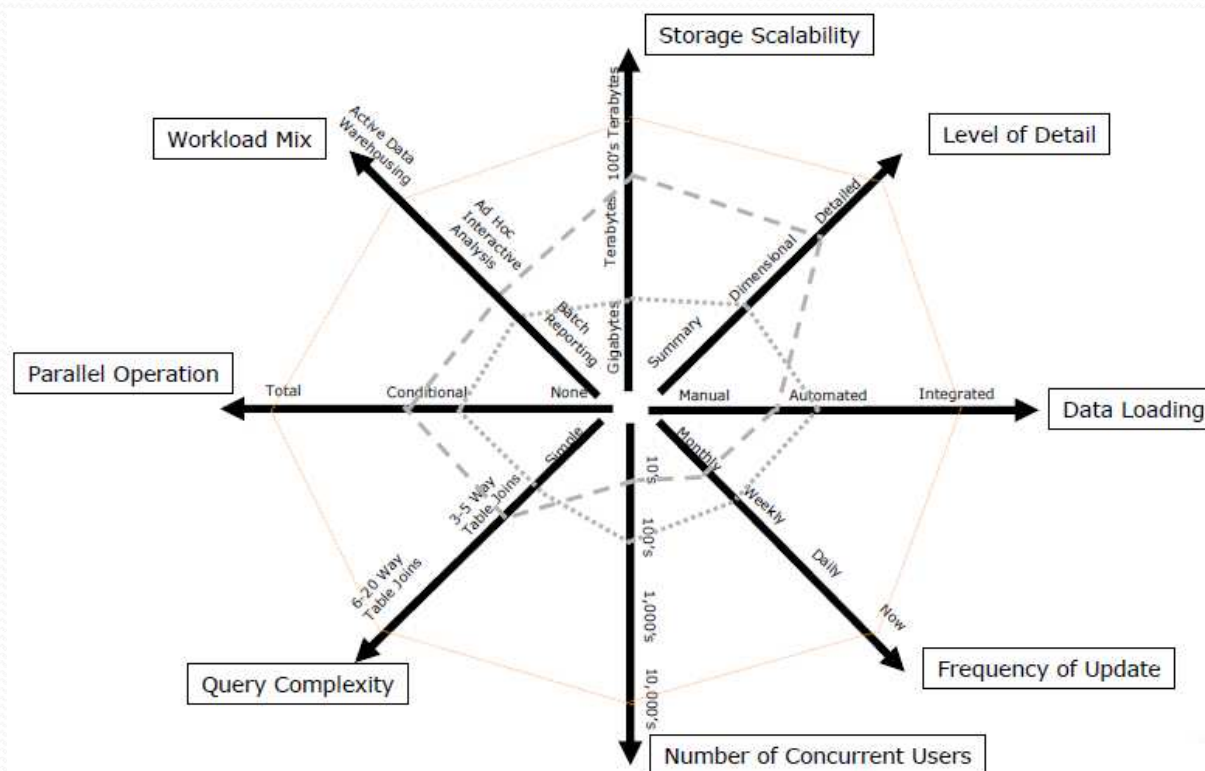 Storage Scalability
100's Terabytes
Terabytes
Gigabytes
Level of Detail
Detailed
Dimensional
Summary
Data Loading
Manual
Automated
Integrated
Frequency of Update
Monthly
Weekly
Daily
Now
Number of Concurrent Users
10's
100's
1,000's
10,000's
Query Complexity
Simple
3-5 Way
Table Joins
6-20 Way
Table Joins
Parallel Operation
Total
Conditional
None
Workload Mix
Active Data
Warehousing
Ad Hoc
Interactive
Analysis
Batch
Reporting